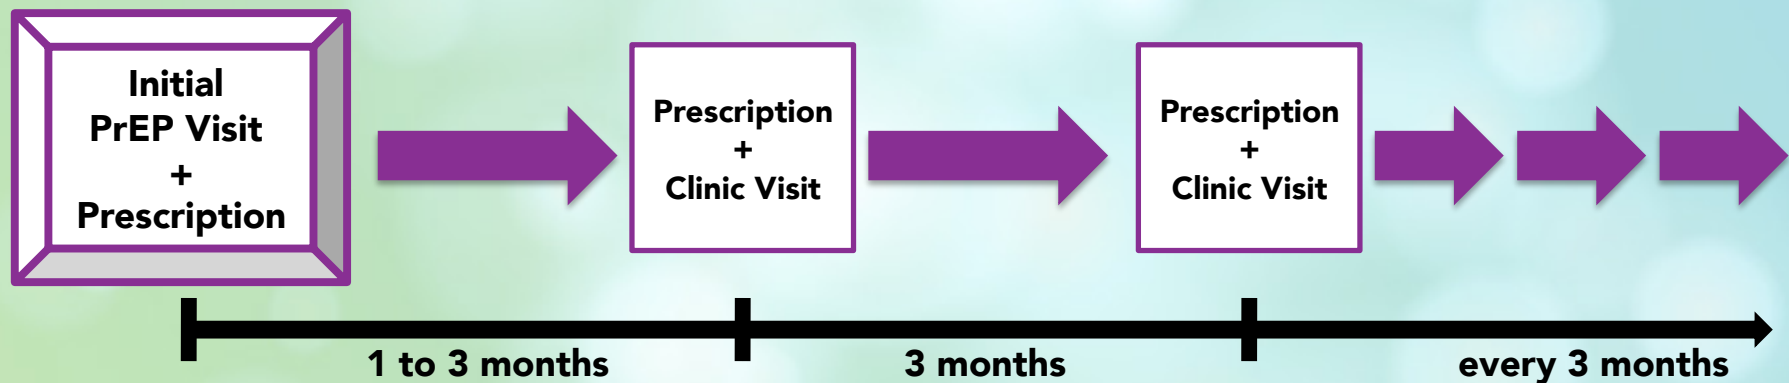 Initial
PrEP Visit
+
Prescription
Prescription
+
Clinic Visit
Prescription
+
Clinic Visit
1 to 3 months
3 months
every 3 months